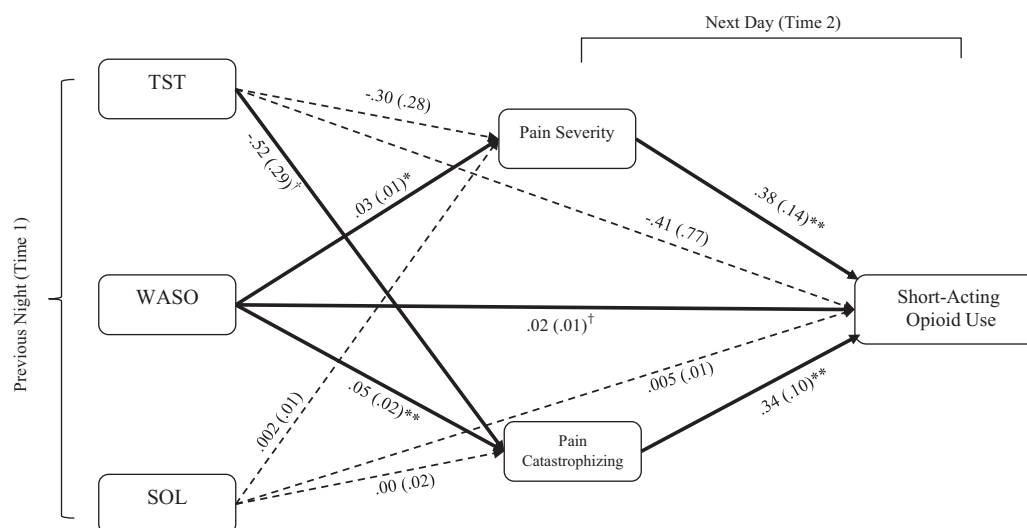 Next Day (Time 2)
Previous Night (Time 1)
TST
WASO
SOL
Pain Severity
Pain
Catastrophizing
Short-Acting
Opioid Use
-.30 (.28)
-.52 (.29)†
.03 (.01)*
-.41 (.77)
.38 (.14)**
.02 (.01)†
.05 (.02)**
.002 (.01)
.005 (.01)
.00 (.02)
.34 (.10)**